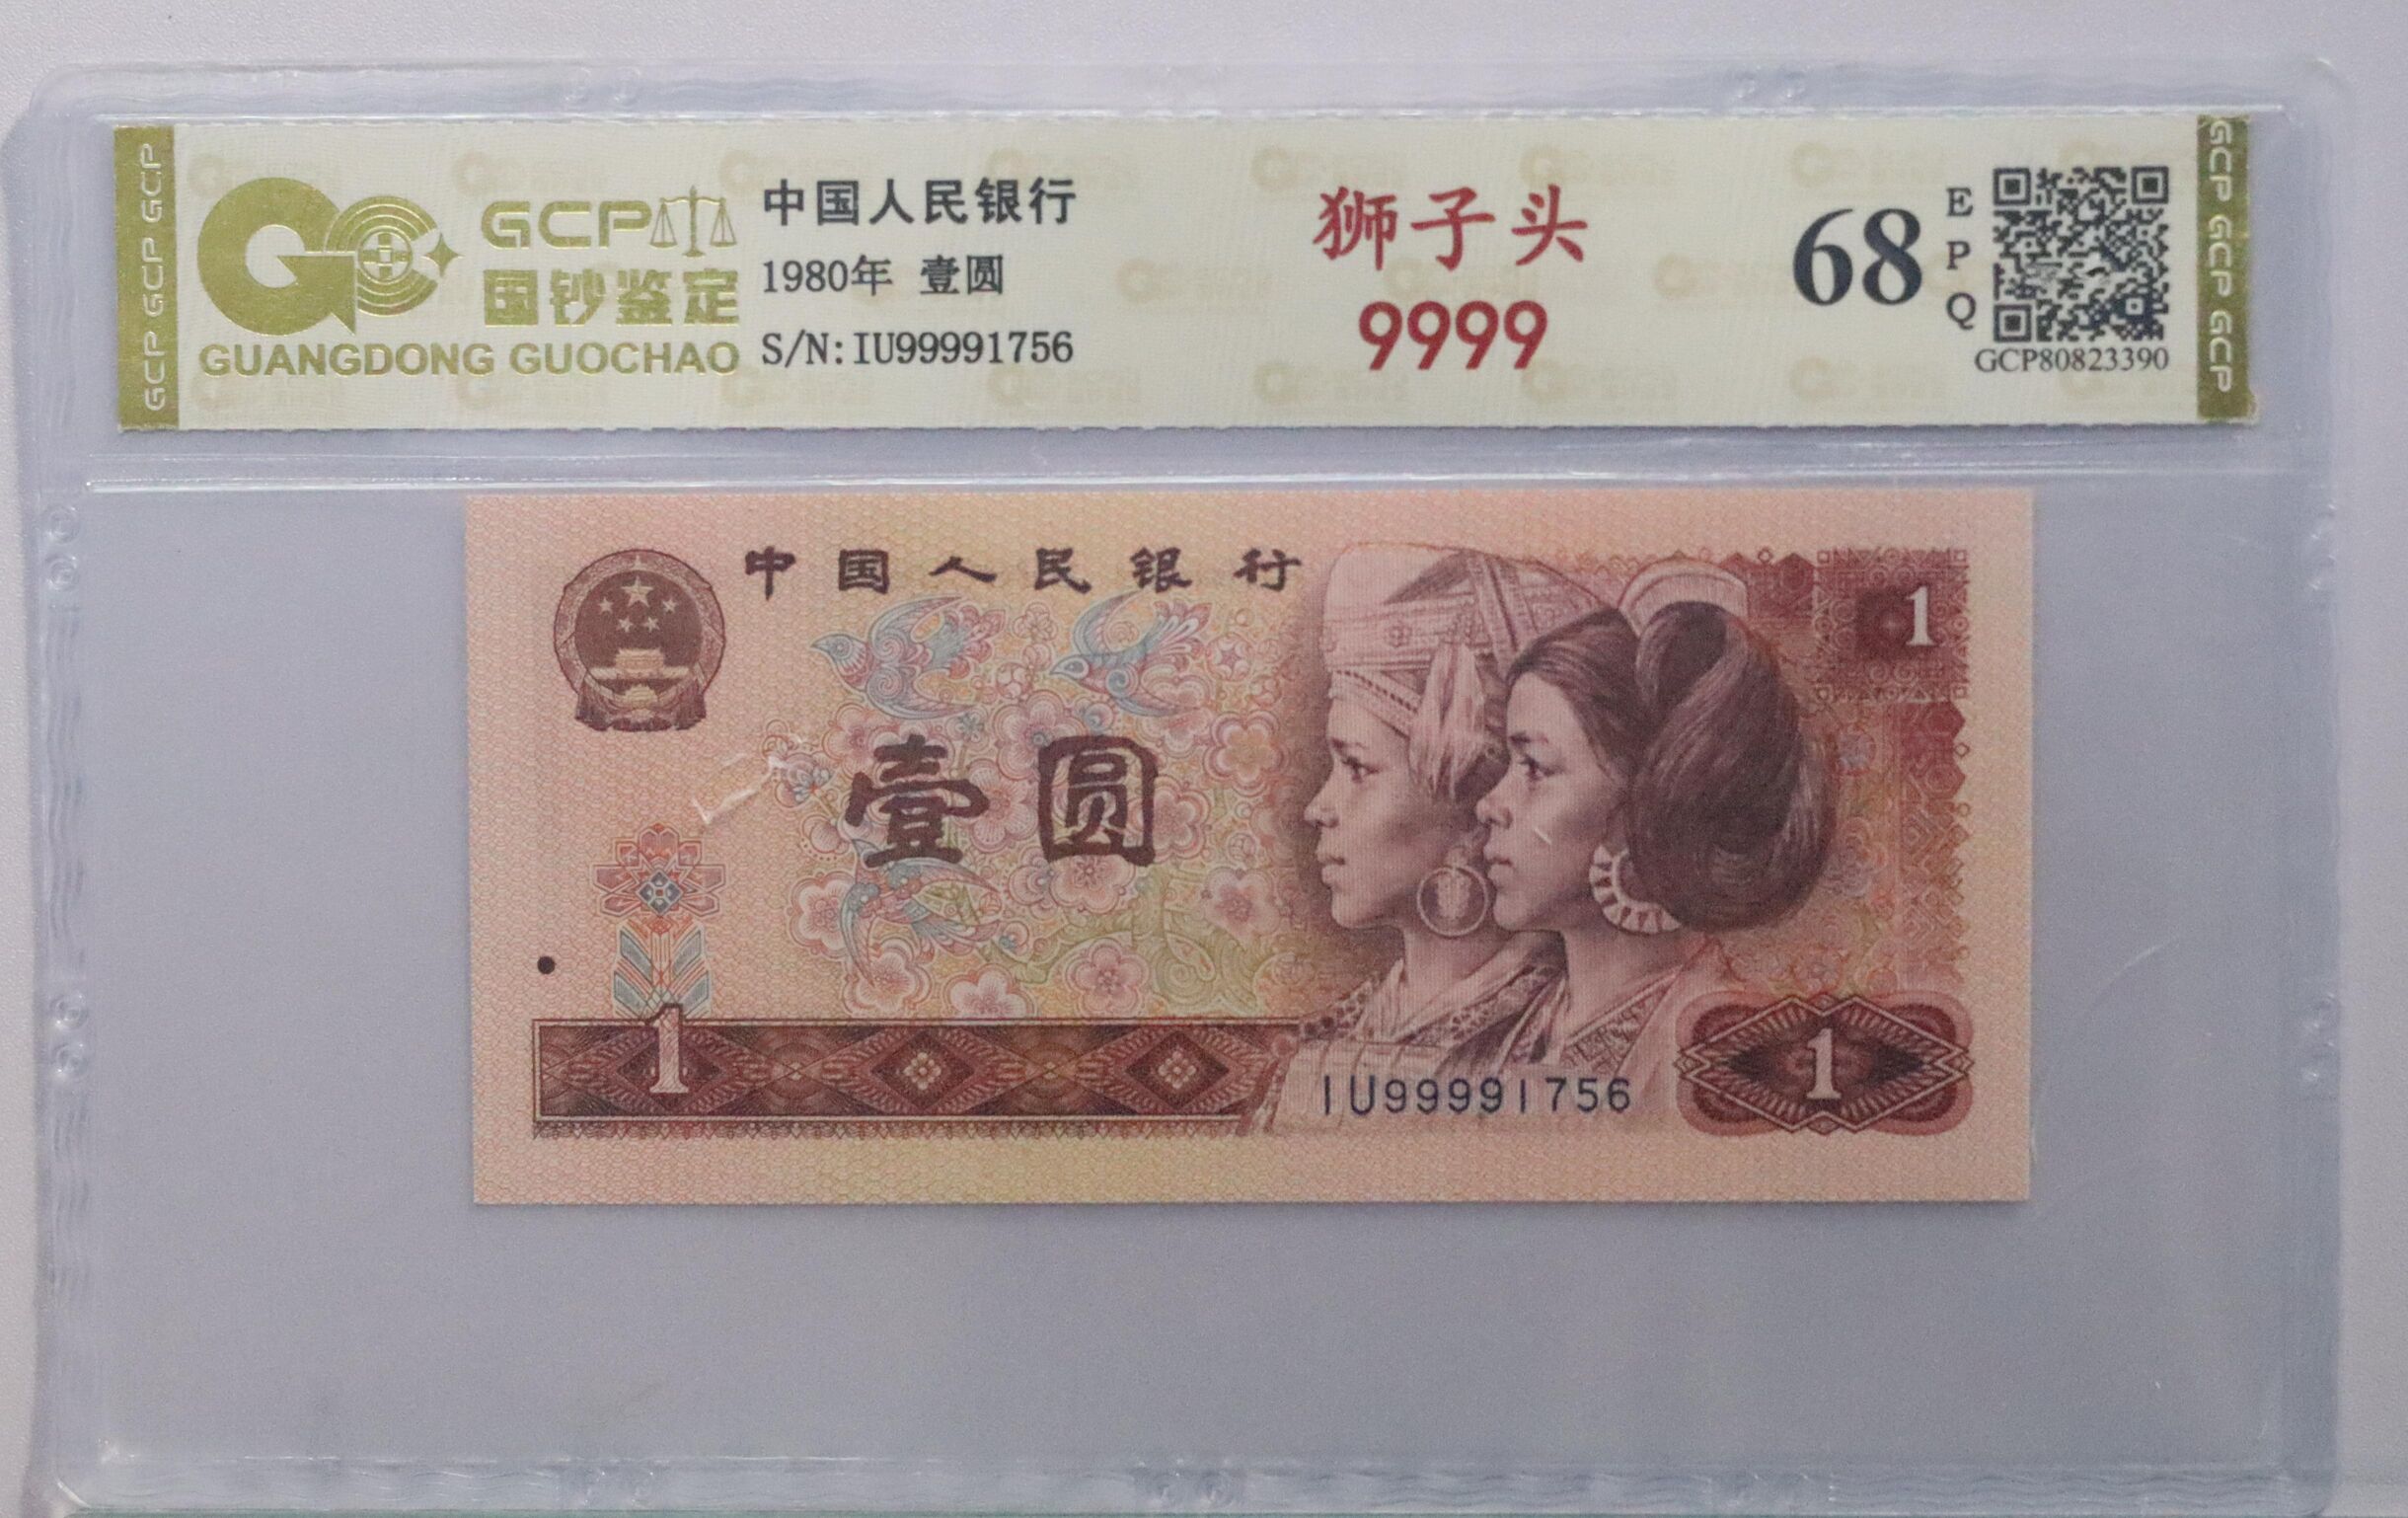 GCP GCP GCP
GCP
国钞鉴定
GUANGDONG GUOCHAO
中国人民银行
1980年 壹圆
S/N:IU99991756
狮子头
9999
68
EPQ
GCP80823390
GCP GCP GCP
中国人民银行
1
壹圆
1
IU99991756
1